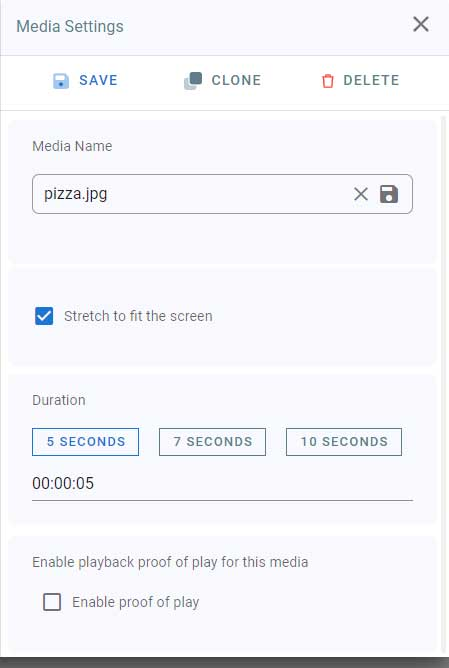 Media Settings
SAVE CLONE DELETE
Media Name
pizza.jpg
Stretch to fit the screen
Duration
5 SECONDS 7 SECONDS 10 SECONDS
00:00:05
Enable playback proof of play for this media
Enable proof of play